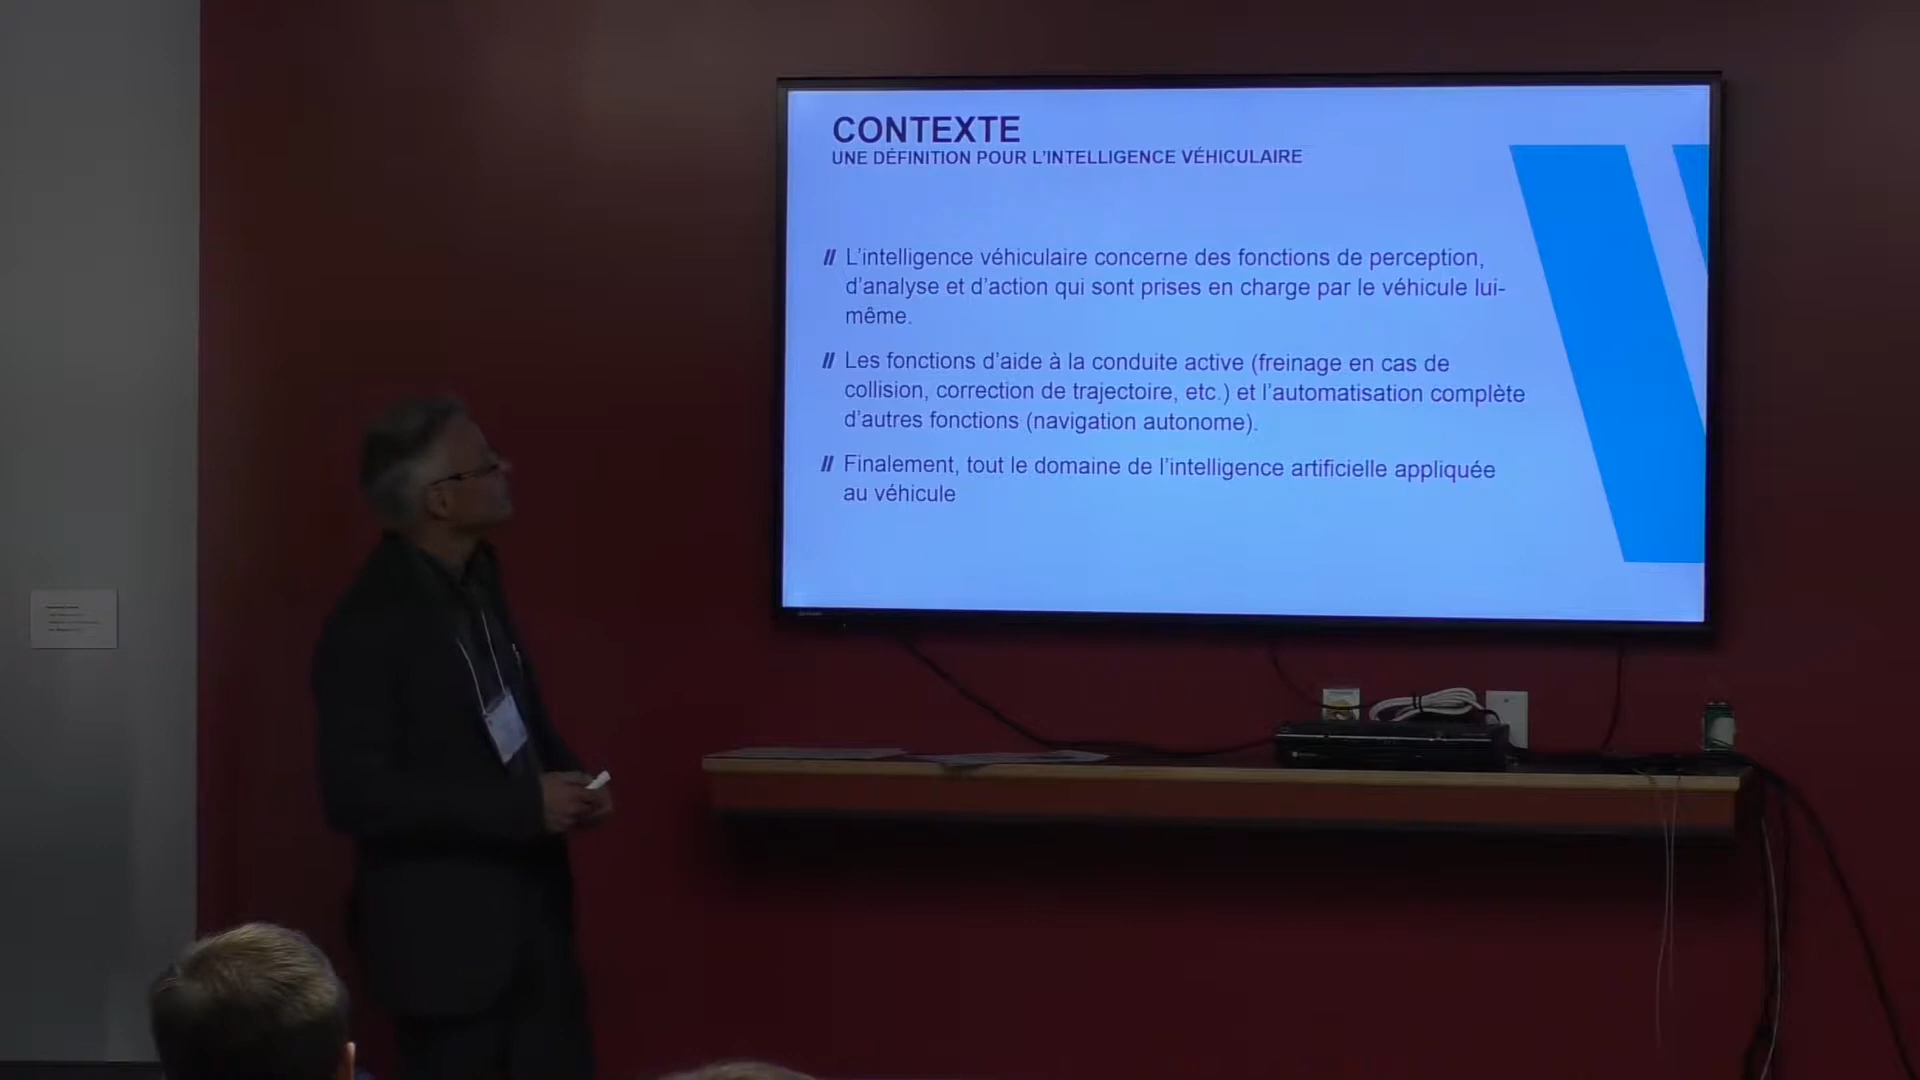 CONTEXTE
UNE DÉFINITION POUR L'INTELLIGENCE VÉHICULAIRE
// L'intelligence véhiculaire concerne des fonctions de perception,
d'analyse et d'action qui sont prises en charge par le véhicule lui-
même.
// Les fonctions d'aide à la conduite active (freinage en cas de
collision, correction de trajectoire, etc.) et l'automatisation complète
d'autres fonctions (navigation autonome).
// Finalement, tout le domaine de l'intelligence artificielle appliquée
au véhicule